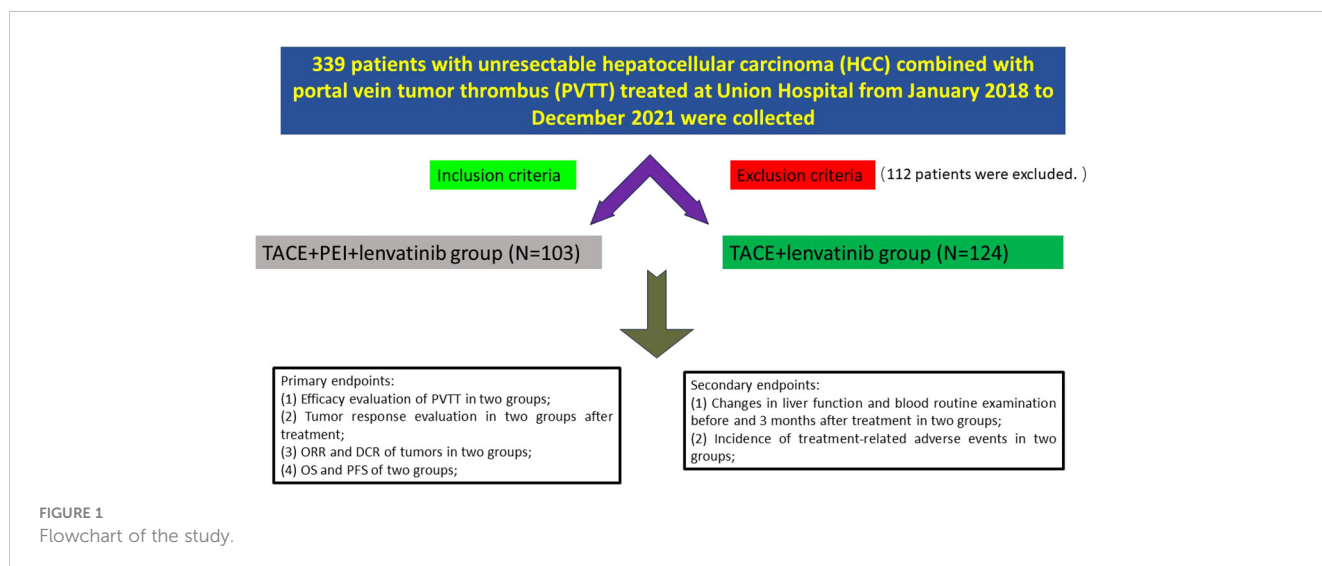 339 patients with unresectable hepatocellular carcinoma (HCC) combined with
portal vein tumor thrombus (PVTT) treated at Union Hospital from January 2018 to
December 2021 were collected
Inclusion criteria
Exclusion criteria
(112 patients were excluded. )
TACE+PEI+lenvatinib group (N=103)
TACE+lenvatinib group (N=124)
Primary endpoints:
(1) Efficacy evaluation of PVTT in two groups;
(2) Tumor response evaluation in two groups after
treatment;
(3) ORR and DCR of tumors in two groups;
(4) OS and PFS of two groups;
Secondary endpoints:
(1) Changes in liver function and blood routine examination
before and 3 months after treatment in two groups;
(2) Incidence of treatment-related adverse events in two
groups;
FIGURE 1
Flowchart of the study.